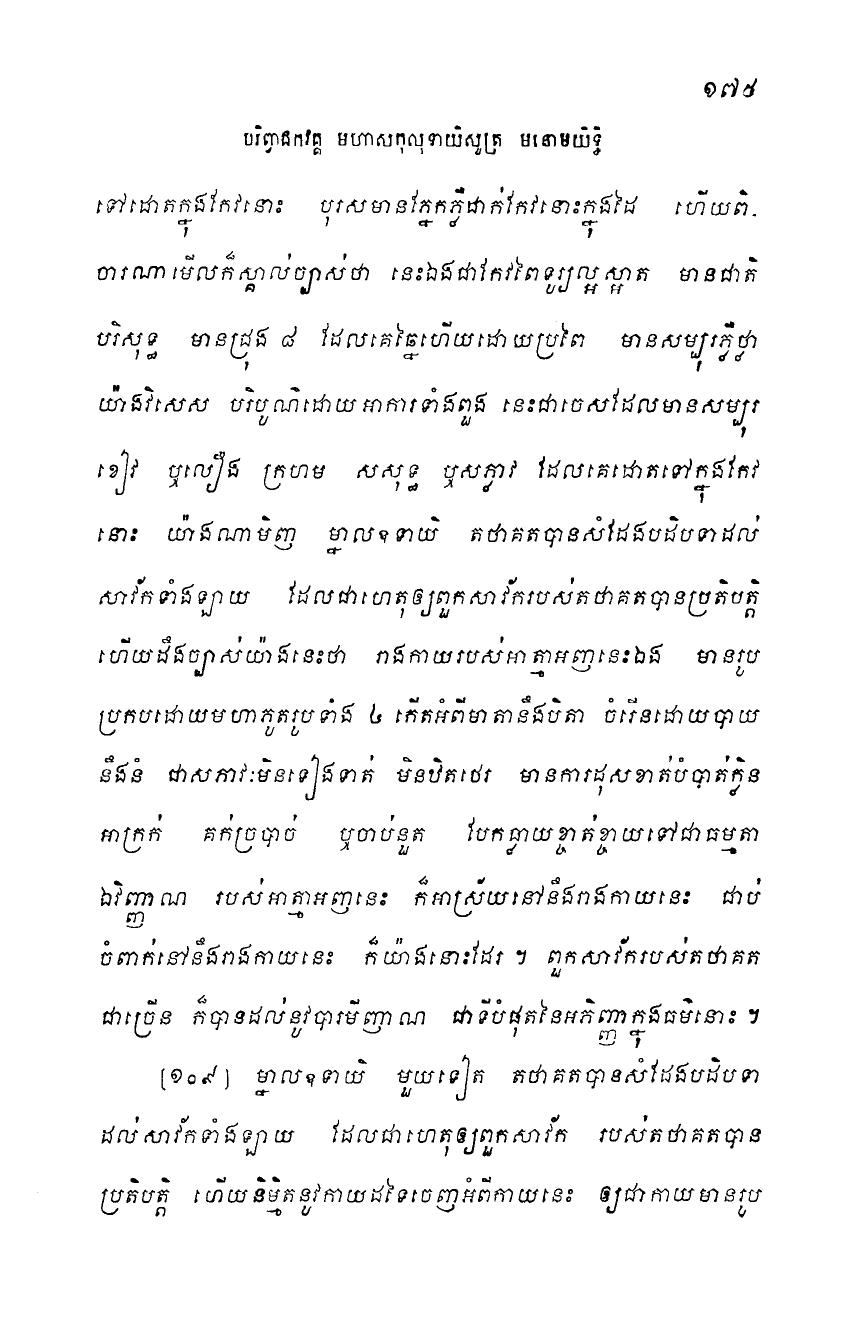 ១៧៥
បរិព្វាជកវគ្គ មហាសកុលុទាយិសូត្រ មនោមយិទ្ធិ
ទៅដោតក្នុងកែវនោះ បុរសមានភ្នែកភ្លឺដាក់កែវនោះក្នុងដៃ ហើយពិ-
ចារណាមើលក៏ស្គាល់ច្បាស់ថា នេះឯងជាកែវពៃទូរ្យល្អស្អាត មានជាតិ
បរិសុទ្ធ មានជ្រុង ៨ ដែលគេឆ្នៃហើយដោយប្រពៃ មានសម្បុរភ្លឺថ្លា
យ៉ាងវិសេស បរិបូណ៌ដោយអាការទាំងពួង នេះជាចេសដែលមានសម្បុរ
ខៀវ ឬលឿង ក្រហម សសុទ្ធ ឬសភ្លាវ ដែលគេដោតទៅក្នុងកែវ
នោះ យ៉ាងណាមិញ ម្នាលឧទាយិ តថាគតបានសំដែងបដិបទាដល់
សាវ័កទាំងឡាយ ដែលជាហេតុឲ្យពួកសាវ័ករបស់តថាគតបានប្រតិបត្តិ
ហើយដឹងច្បាស់យ៉ាងនេះថា រាងកាយរបស់អាត្មាអញនេះឯង មានរូប
ប្រកបដោយមហាភូតរូបទាំង ៤ កើតអំពីមាតានឹងបិតា ចំរើនដោយបាយ
នឹងនំ ជាសភាវៈមិនទៀងទាត់ មិនឋិតថេរ មានការដុសខាត់បំបាត់ក្លិន
អាក្រក់ គក់ច្របាច់ ឬចាប់នួត បែកធ្លាយខ្ចាត់ខ្ចាយទៅជាធម្មតា
ឯវិញ្ញាណ របស់អាត្មាអញនេះ ក៏អាស្រ័យនៅនឹងរាងកាយនេះ ជាប់
ចំពាក់នៅនឹងរាងកាយនេះ ក៏យ៉ាងនោះដែរ ។ ពួកសាវ័ករបស់តថាគត
ជាច្រើន ក៏បានដល់នូវបារមីញាណ ជាទីបំផុតនៃអភិញ្ញាក្នុងធម៌នោះ ។
[១០៩] ម្នាលឧទាយិ មួយទៀត តថាគតបានសំដែងបដិបទា
ដល់សាវ័កទាំងឡាយ ដែលជាហេតុឲ្យពួកសាវ័ក របស់តថាគតបាន
ប្រតិបត្តិ ហើយនិម្មិតនូវកាយដទៃចេញអំពីកាយនេះ ឲ្យជាកាយមានរូប